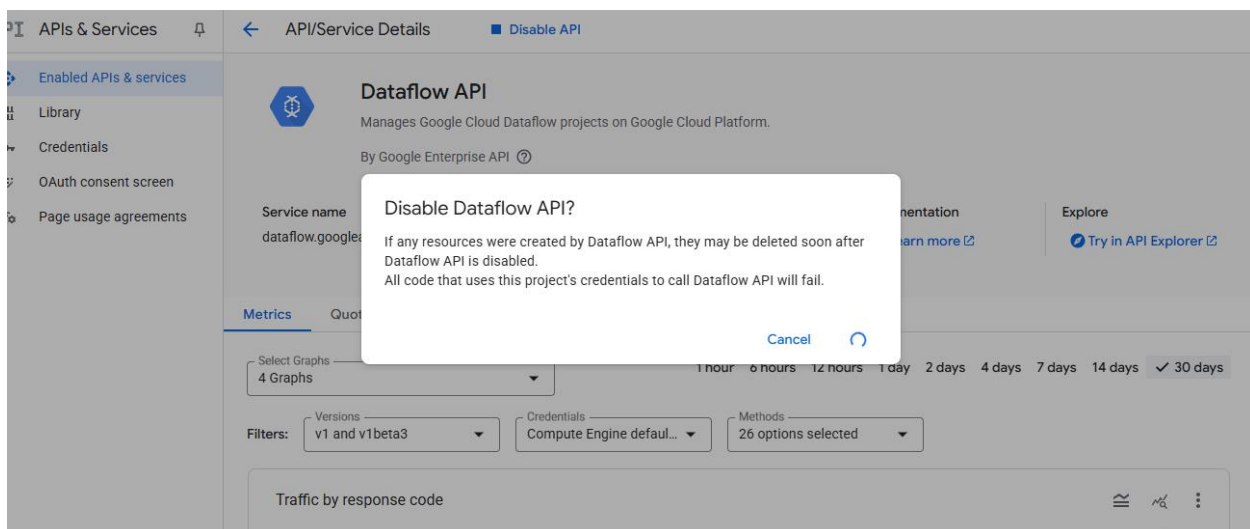 PI APIs & Services
API/Service Details
Disable API
Enabled APIs & services
Library
Credentials
OAuth consent screen
Page usage agreements
Dataflow API
Manages Google Cloud Dataflow projects on Google Cloud Platform.
By Google Enterprise API
Service name
dataflow.google
Explore
Try in API Explorer
Disable Dataflow API?
If any resources were created by Dataflow API, they may be deleted soon after
Dataflow API is disabled.
All code that uses this project's credentials to call Dataflow API will fail.
Cancel
Metrics
Select Graphs
4 Graphs
1 hour 6 hours 12 hours 1 day 2 days 4 days 7 days 14 days 30 days
Filters:
Versions
v1 and v1beta3
Credentials
Compute Engine defaul...
Methods
26 options selected
Traffic by response code